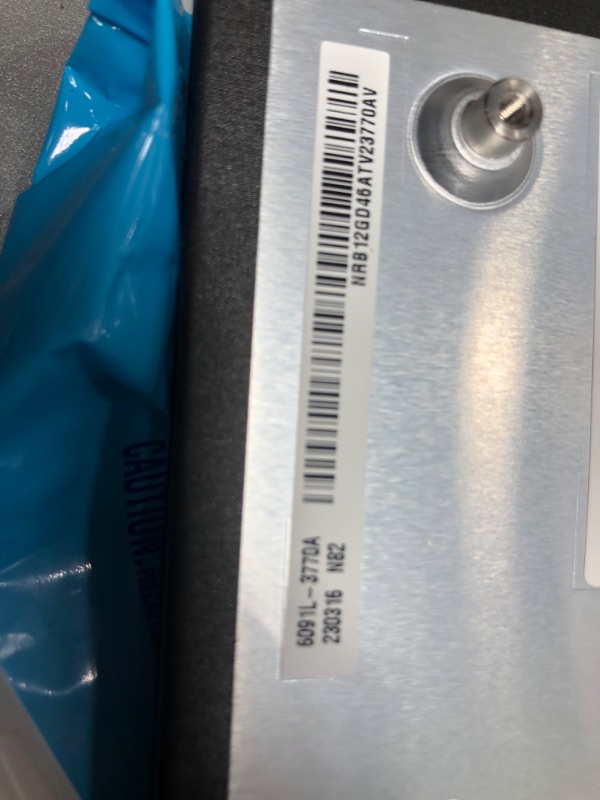 NRB12GD46ATV23770AV
6091L-3770A
230316 N82
CAUTION: